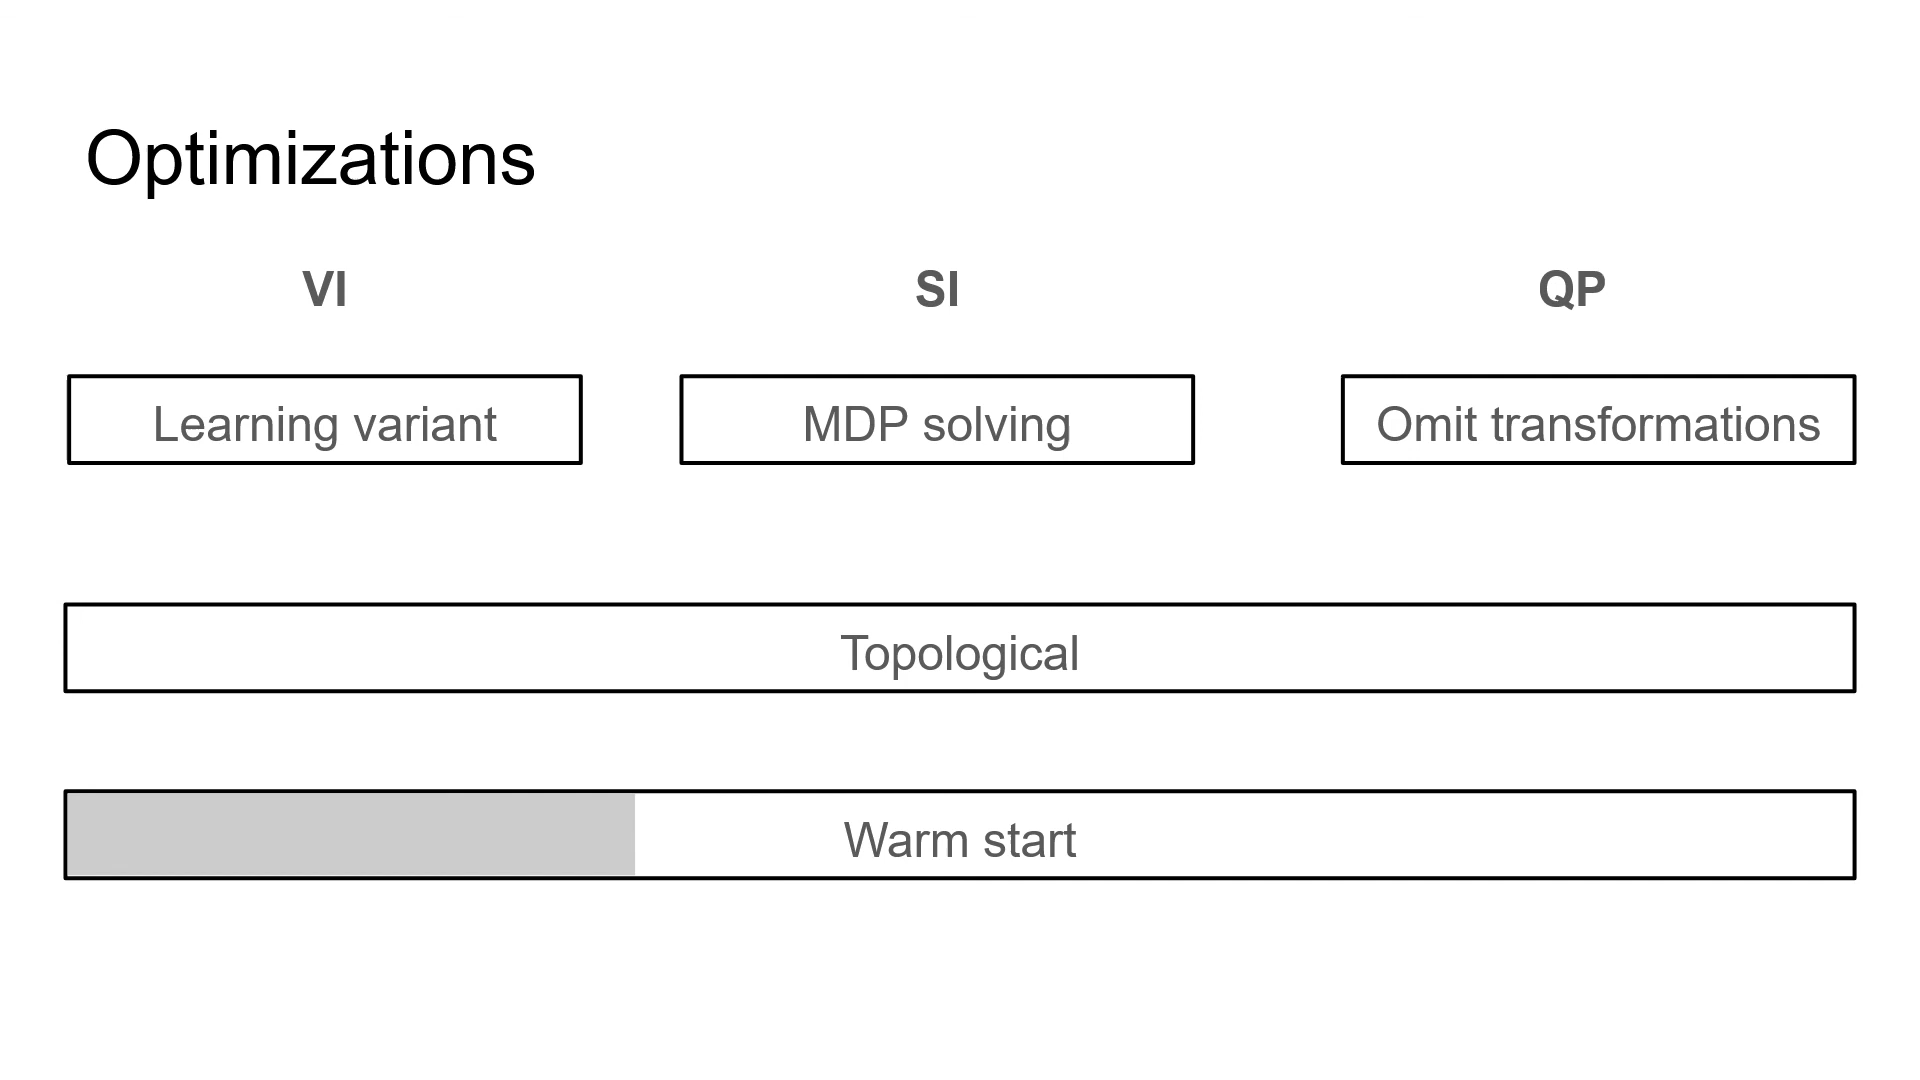 Optimizations
VI
SI
QP
Learning variant
MDP solving
Omit transformations
Topological
Warm start